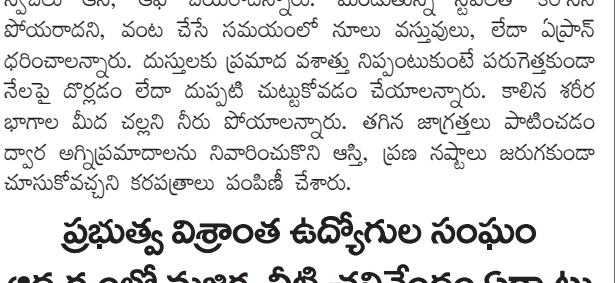 పోయరాదని, వంట చేసే సమయంలో నూలు వస్తువులు, లేదా ఏప్రాన్
ధరించాలన్నారు. దుస్తులకు ప్రమాద వశాత్తు నిప్పంటుకుంటే పరుగెత్తకుండా
నేలపై దొర్లడం లేదా దుప్పటి చుట్టుకోవడం చేయాలన్నారు. కాలిన శరీర
భాగాల మీద చల్లని నీరు పోయాలన్నారు. తగిన జాగ్రత్తలు పాటించడం
ద్వార అగ్నిప్రమాదాలను నివారించుకొని ఆస్తి, ప్రణ నష్టాలు జరుగకుండా
చూసుకోవచ్చని కరపత్రాలు పంపిణీ చేశారు.
ప్రభుత్వ విశ్రాంత ఉద్యోగుల సంఘం